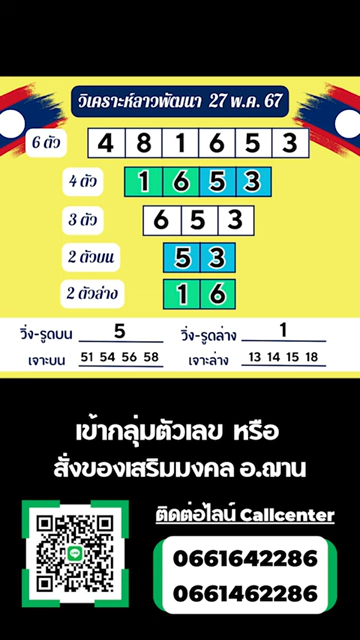 วิเคราะห์ลาวพัฒนา 27 พ.ค. 67
6 ตัว 4 8 1 6 5 3
4 ตัว 1 6 5 3
3 ตัว 6 5 3
2 ตัวบน 5 3
2 ตัวล่าง 1 6
วิ่ง-รูดบน 5 วิ่ง-รูดล่าง 1
เจาะบน 51 54 56 58 เจาะล่าง 13 14 15 18
เข้ากลุ่มตัวเลข หรือ
สั่งของเสริมมงคล อ.ฌาน
ติดต่อไลน์ Callcenter
0661642286
0661462286